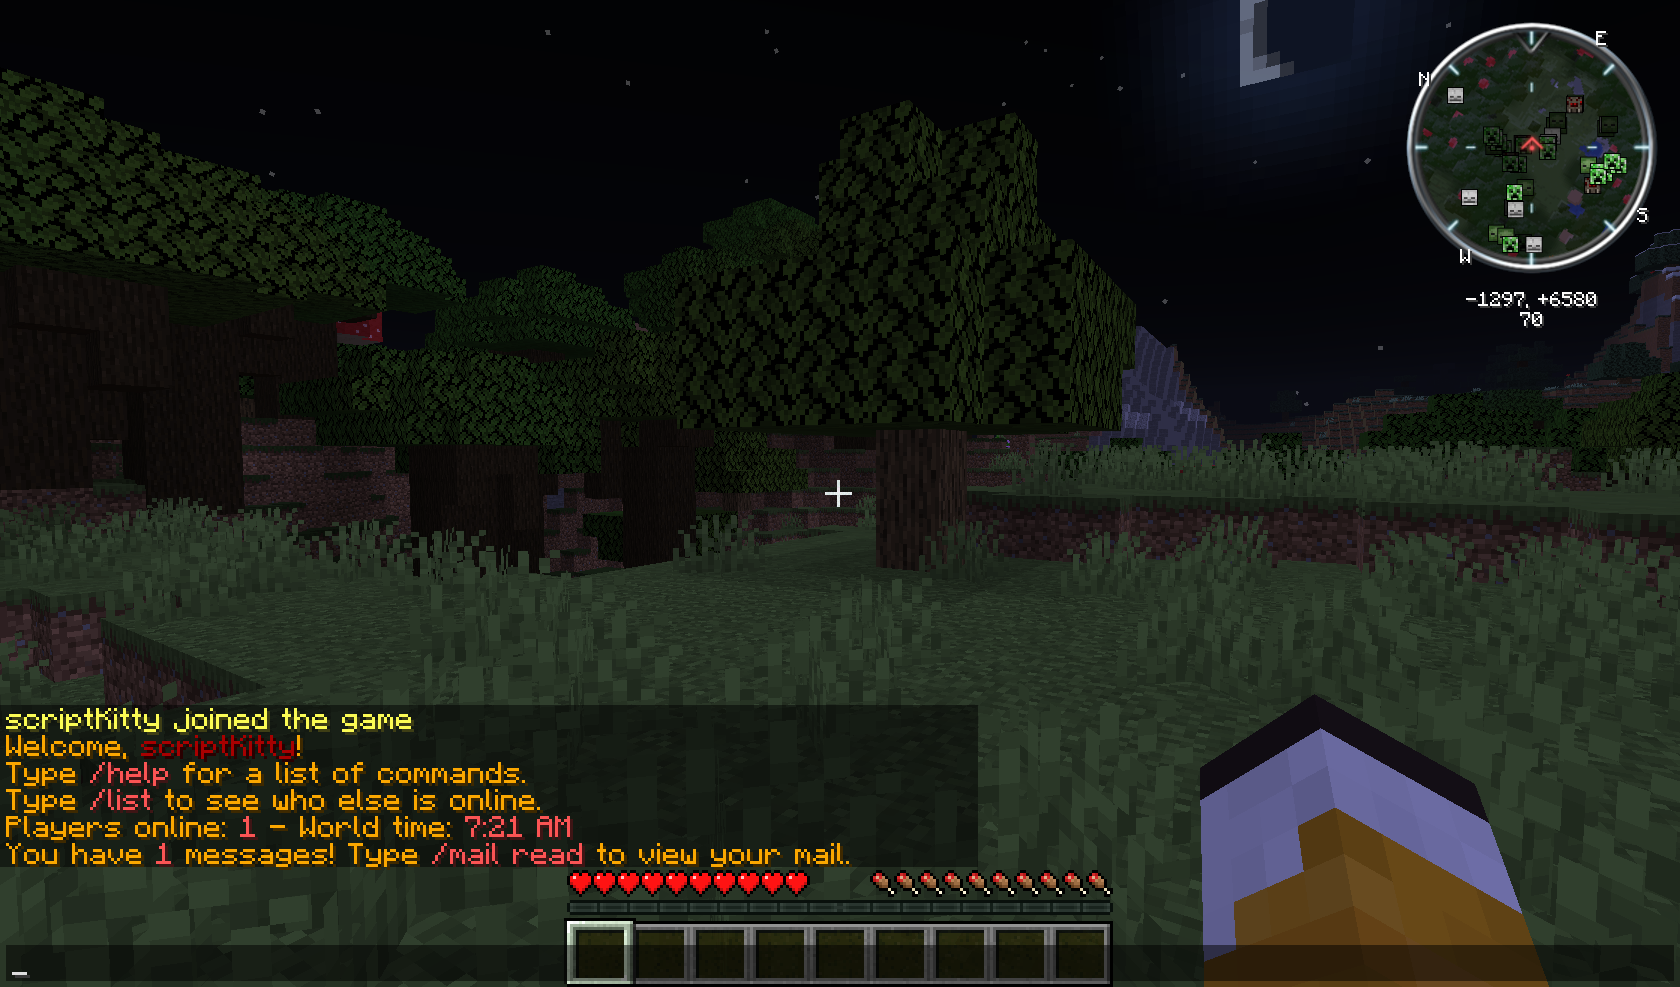 E
N
S
W
-1297, +6580
70
scriptKitty joined the game
Welcome, scriptKitty!
Type /help for a list of commands.
Type /list to see who else is online.
Players online: 1 - World time: 7:21 AM
You have 1 messages! Type /mail read to view your mail.
_